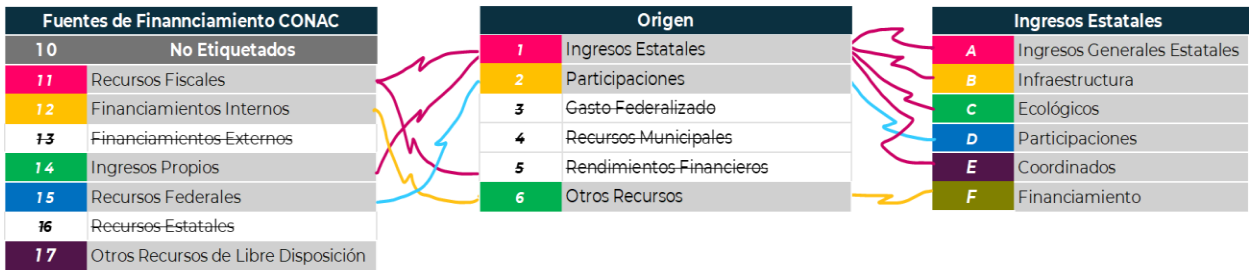 Fuentes de Finannciamiento CONAC
10 No Etiquetados
11 Recursos Fiscales
12 Financiamientos Internos
13 Financiamientos Externos
14 Ingresos Propios
15 Recursos Federales
16 Recursos Estatales
17 Otros Recursos de Libre Disposición
Origen
1 Ingresos Estatales
2 Participaciones
3 Gasto Federalizado
4 Recursos Municipales
5 Rendimientos Financieros
6 Otros Recursos
Ingresos Estatales
A Ingresos Generales Estatales
B Infraestructura
C Ecológicos
D Participaciones
E Coordinados
F Financiamiento